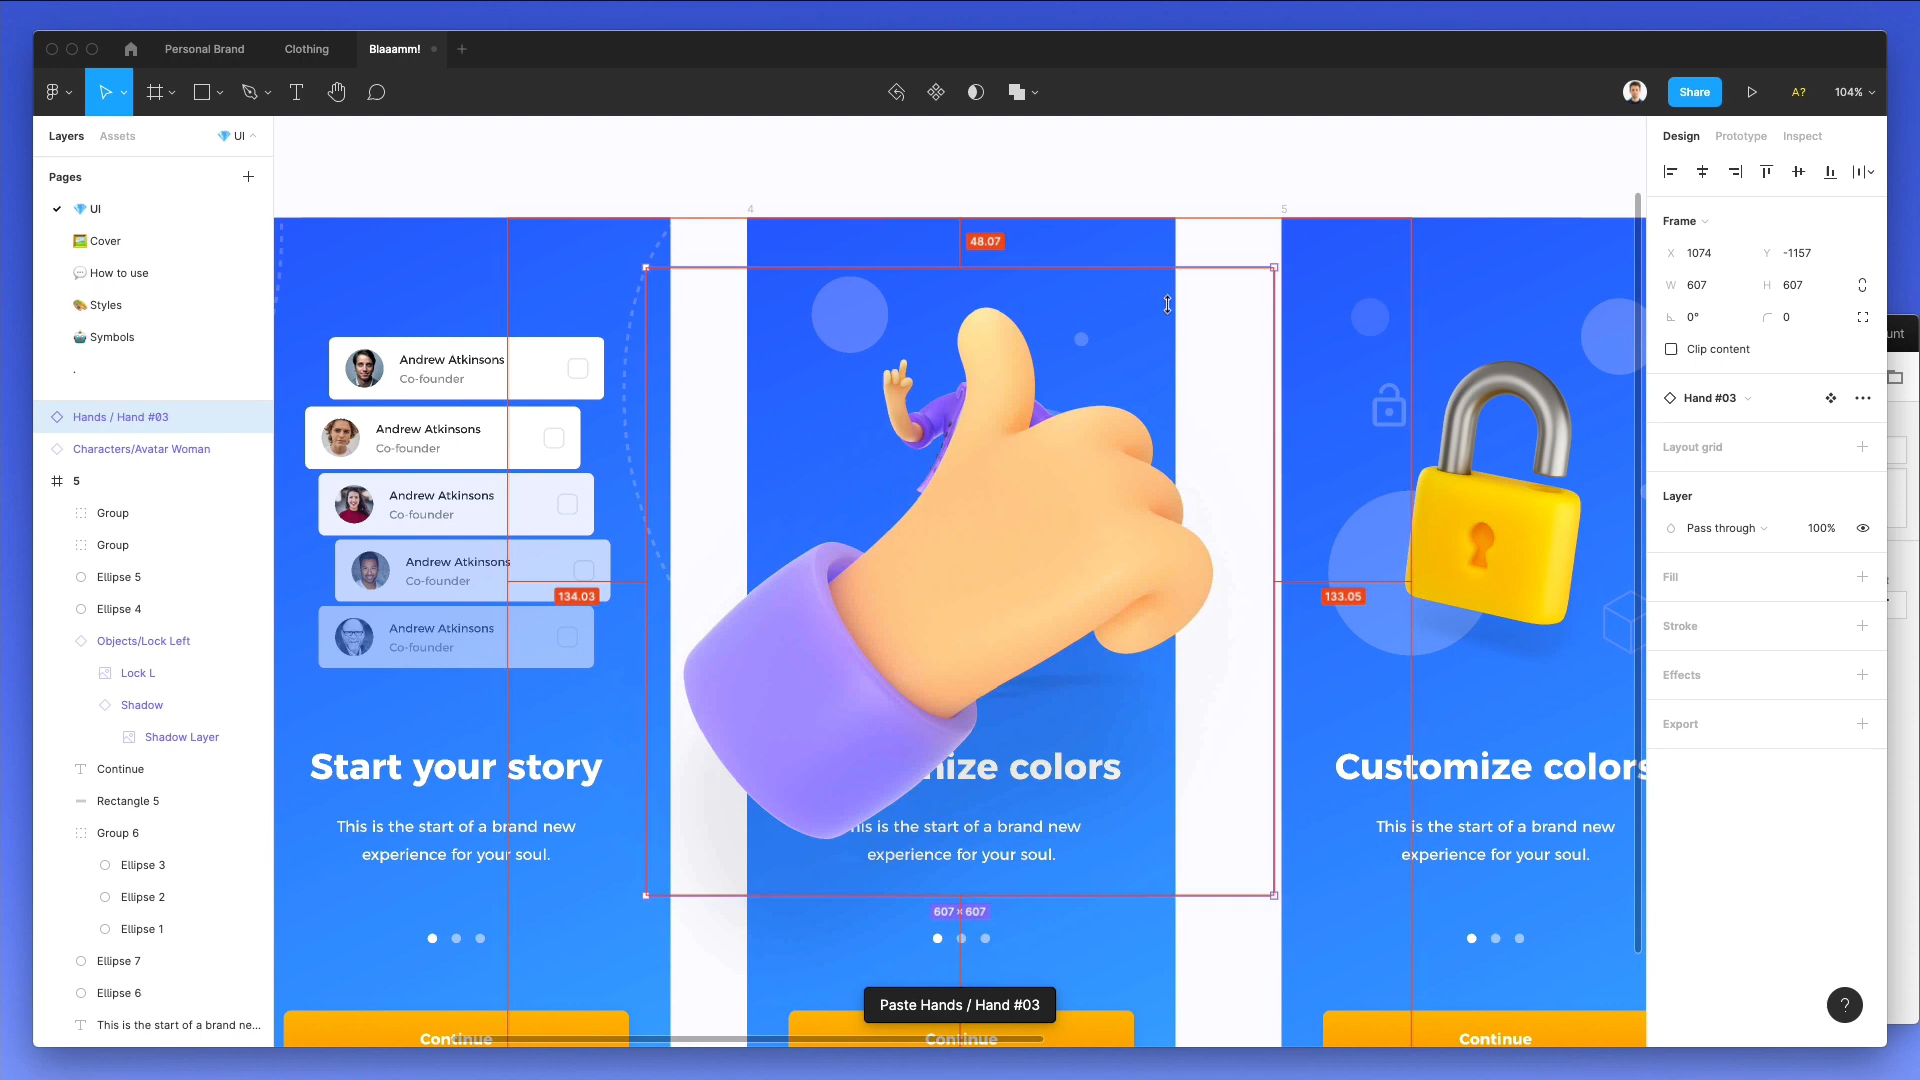 Personal Brand
Clothing
Blaaamm!
Share
A?
104%
Layers
Assets
UI
Pages
UI
Cover
How to use
Styles
Symbols
.
Hands / Hand #03
Characters/Avatar Woman
5
Group
Group
Ellipse 5
Ellipse 4
Objects/Lock Left
Lock L
Shadow
Shadow Layer
Continue
Rectangle 5
Group 6
Ellipse 3
Ellipse 2
Ellipse 1
Ellipse 7
Ellipse 6
This is the start of a brand ne...
Andrew Atkinsons
Co-founder
Andrew Atkinsons
Co-founder
Andrew Atkinsons
Co-founder
Andrew Atkinsons
Co-founder
Andrew Atkinsons
Co-founder
134.03
Start your story
This is the start of a brand new
experience for your soul.
Continue
4
48.07
mize colors
his is the start of a brand new
experience for your soul.
607 × 607
Paste Hands / Hand #03
Continue
5
133.05
Customize colors
This is the start of a brand new
experience for your soul.
Continue
Design
Prototype
Inspect
Frame
X 1074
Y -1157
W 607
H 607
0°
0
Clip content
Hand #03
Layout grid
Layer
Pass through
100%
Fill
Stroke
Effects
Export
?
unt